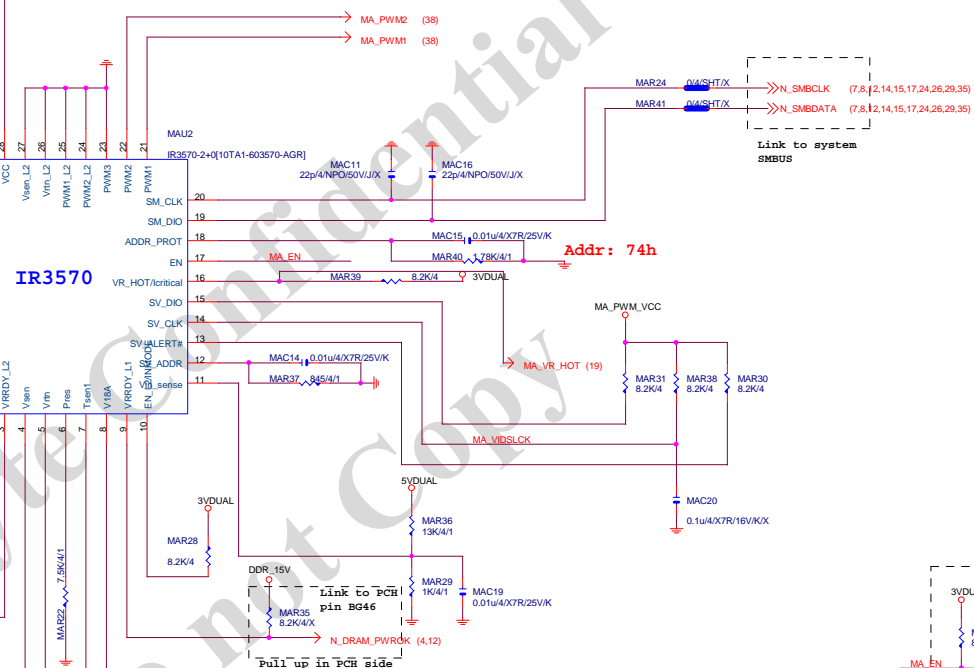 MA_PWM2 (38)
MA_PWM1 (38)
MAR24 0/4/SHT/X N_SMBCLK (7,8,12,14,15,17,24,26,29,35)
MAR41 0/4/SHT/X N_SMBDATA (7,8,12,14,15,17,24,26,29,35)
Link to system
SMBUS
MAU2
IR3570-2+0[10TA1-603570-AGR]
28 27 26 25 24 23 22 21
VCC Vsen_L2 Vrtn_L2 PWM1_L2 PWM2_L2 PWM3 PWM2 PWM1
MAC11
22p/4/NPO/50V/J/X
MAC16
22p/4/NPO/50V/J/X
SM_CLK 20
SM_DIO 19
ADDR_PROT 18
EN 17
VR_HOT/Icritical 16
SV_DIO 15
SV_CLK 14
SV_ALERT# 13
SV_ADDR 12
11
IR3570
MAC15 0.01u/4/X7R/25V/K
MAR40 1.78K/4/1
Addr: 74h
MA_EN
MAR39 8.2K/4 3VDUAL
MA_PWM_VCC
MAC14 0.01u/4/X7R/25V/K
MAR37 845/4/1
MA_VR_HOT (19)
MAR31
8.2K/4
MAR38
8.2K/4
MAR30
8.2K/4
VRRDY_L2 Vsen Vrtn Pres Tsen1 V18A VRRDY_L1
3 4 5 6 7 8 9 10
MA_VIDSLCK
MAC20
0.1u/4/X7R/16V/K/X
3VDUAL
MAR28
8.2K/4
5VDUAL
MAR36
13K/4/1
MAR29
1K/4/1
MAC19
0.01u/4/X7R/25V/K
MAR22 7.5K/4/1
DDR_15V
Link to PCH
pin BG46
MAR35
8.2K/4/X
N_DRAM_PWROK (4,12)
Pull up in PCH side
3VDU
MA_EN
Confidential
not Copy